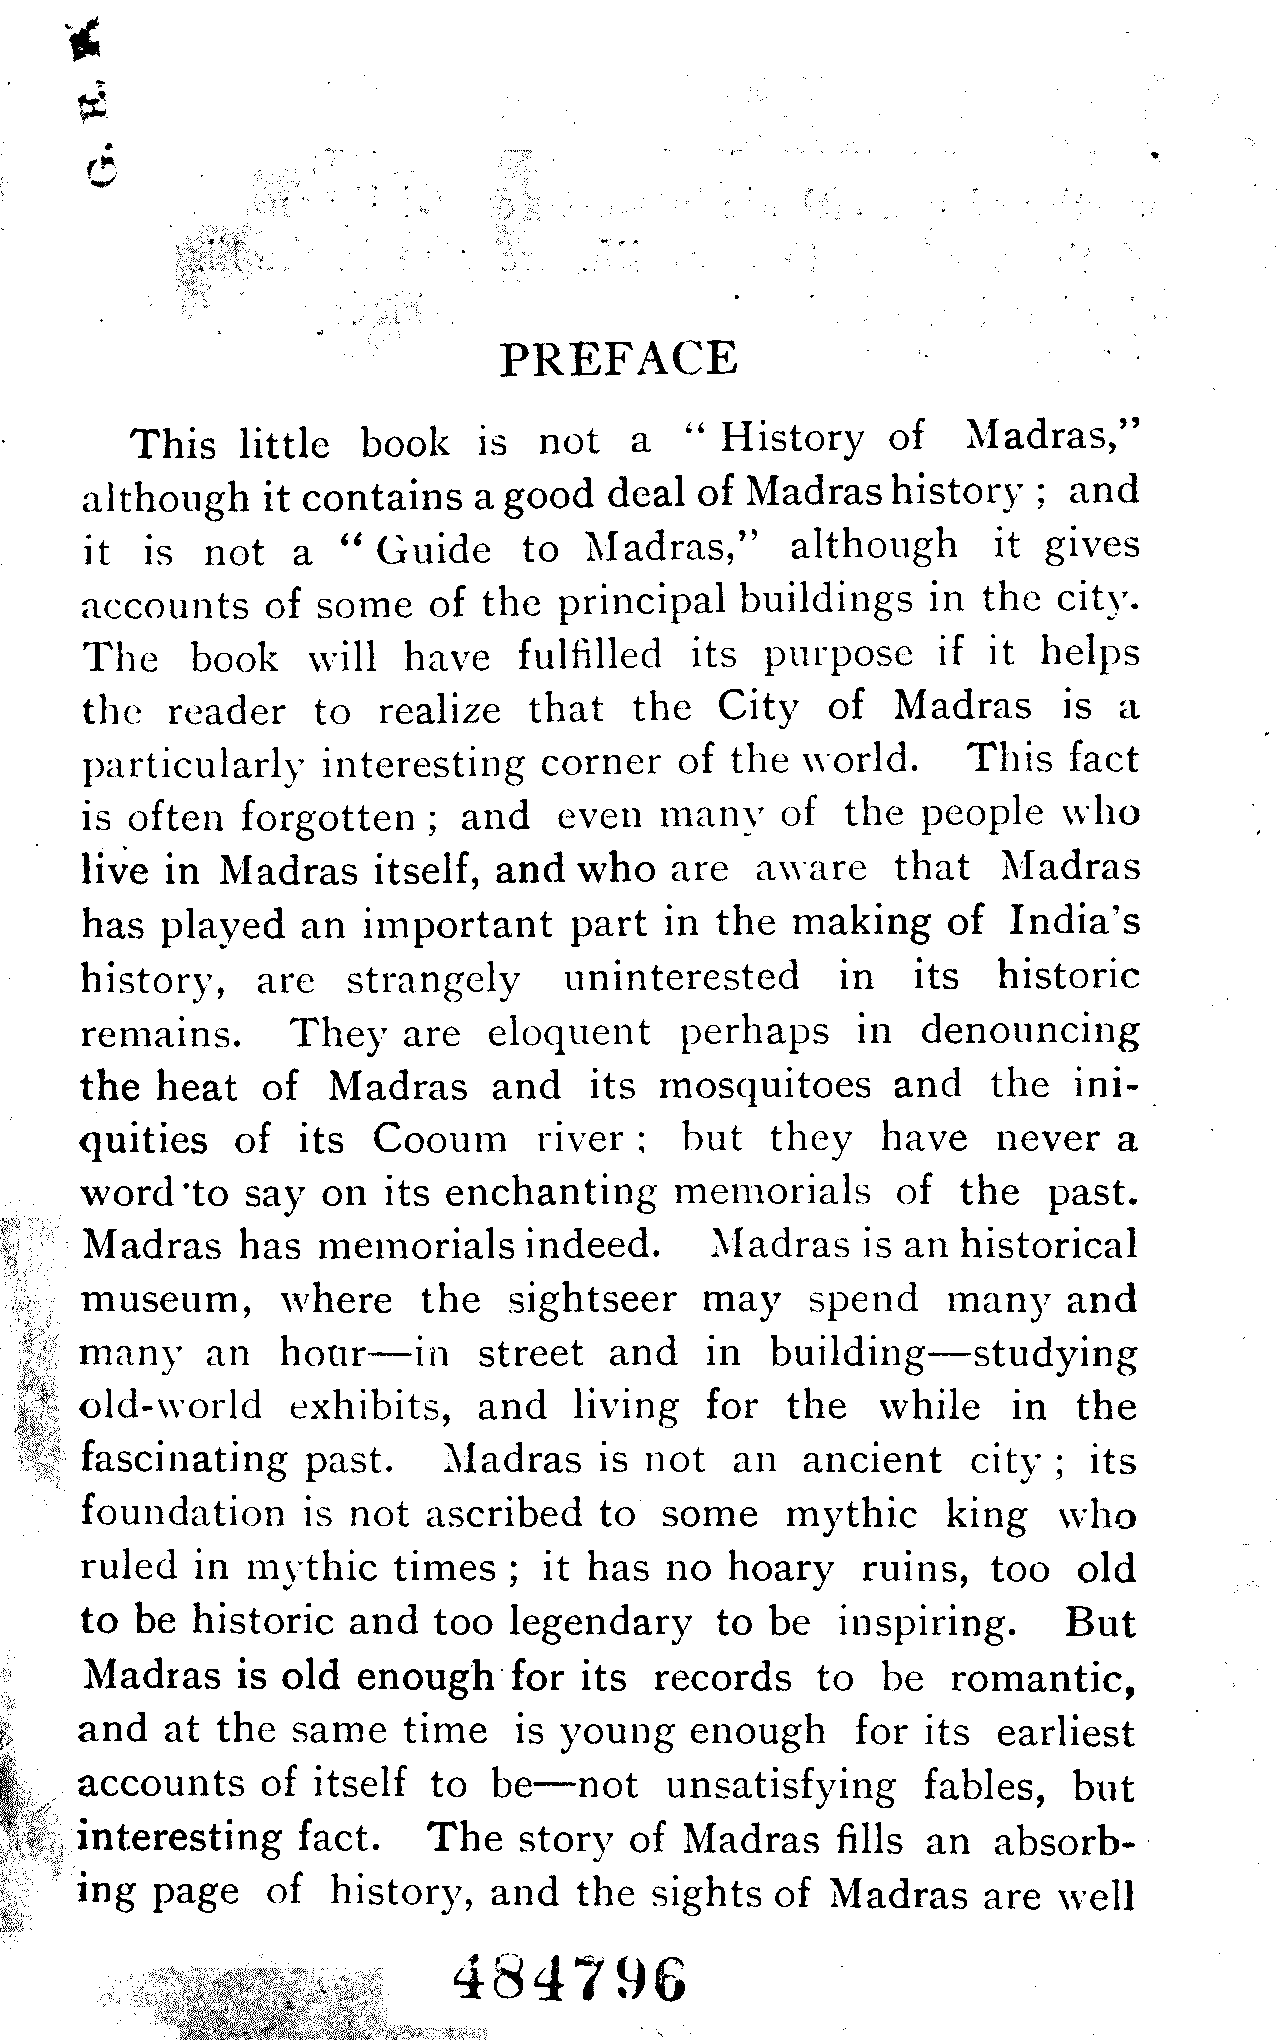 G. E.
PREFACE
This little book is not a “ History of Madras,”
although it contains a good deal of Madras history ; and
it is not a “ Guide to Madras,” although it gives
accounts of some of the principal buildings in the city.
The book will have fulfilled its purpose if it helps
the reader to realize that the City of Madras is a
particularly interesting corner of the world. This fact
is often forgotten ; and even many of the people who
live in Madras itself, and who are aware that Madras
has played an important part in the making of India's
history, are strangely uninterested in its historic
remains. They are eloquent perhaps in denouncing
the heat of Madras and its mosquitoes and the ini-
quities of its Cooum river ; but they have never a
word to say on its enchanting memorials of the past.
Madras has memorials indeed. Madras is an historical
museum, where the sightseer may spend many and
many an hour—in street and in building—studying
old-world exhibits, and living for the while in the
fascinating past. Madras is not an ancient city ; its
foundation is not ascribed to some mythic king who
ruled in mythic times ; it has no hoary ruins, too old
to be historic and too legendary to be inspiring. But
Madras is old enough for its records to be romantic,
and at the same time is young enough for its earliest
accounts of itself to be—not unsatisfying fables, but
interesting fact. The story of Madras fills an absorb-
ing page of history, and the sights of Madras are well
484796